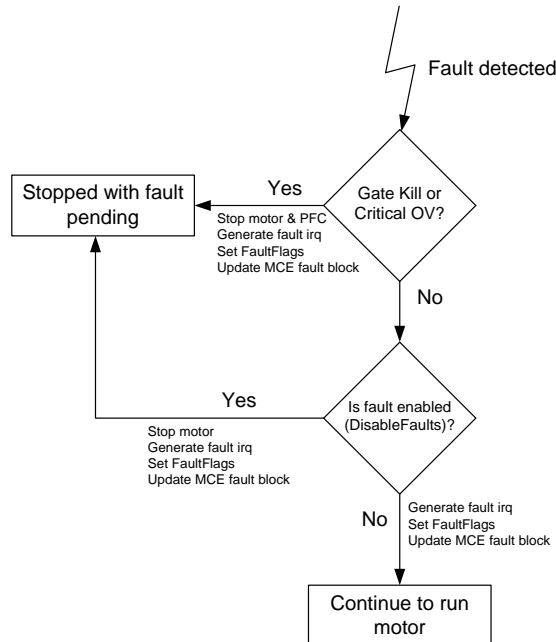 Fault detected
Gate Kill or
Critical OV?
Yes
Stopped with fault
pending
Stop motor & PFC
Generate fault irq
Set FaultFlags
Update MCE fault block
No
Is fault enabled
(DisableFaults)?
Yes
Stop motor
Generate fault irq
Set FaultFlags
Update MCE fault block
No
Generate fault irq
Set FaultFlags
Update MCE fault block
Continue to run
motor